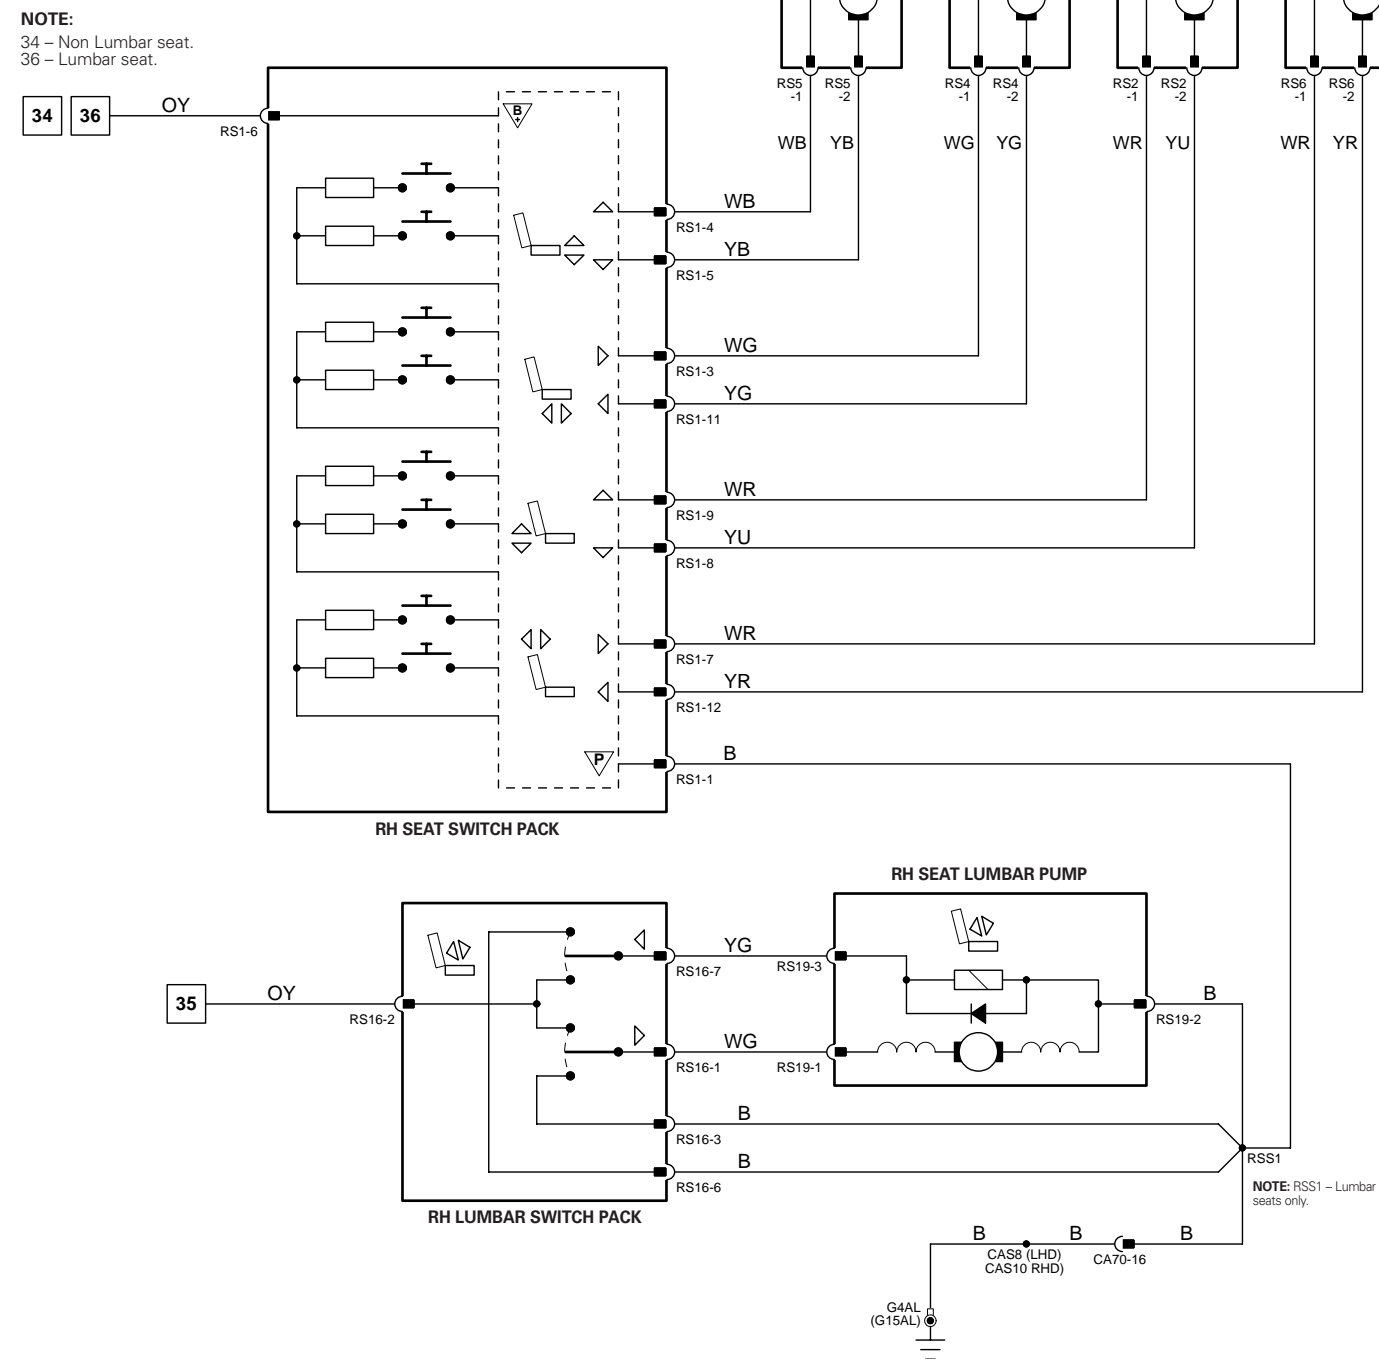 NOTE:
34 – Non Lumbar seat.
36 – Lumbar seat.
RS5 -1
RS5 -2
RS4 -1
RS4 -2
RS2 -1
RS2 -2
RS6 -1
RS6 -2
34
36
OY
RS1-6
B
+
WB
YB
WG
YG
WR
YU
WR
YR
WB
RS1-4
YB
RS1-5
WG
RS1-3
YG
RS1-11
WR
RS1-9
YU
RS1-8
WR
RS1-7
YR
RS1-12
P
B
RS1-1
RH SEAT SWITCH PACK
RH SEAT LUMBAR PUMP
YG
RS16-7
RS19-3
35
OY
RS16-2
B
RS19-2
WG
RS16-1
RS19-1
B
RS16-3
B
RS16-6
RSS1
NOTE: RSS1 – Lumbar
seats only.
RH LUMBAR SWITCH PACK
B
B
B
CAS8 (LHD)
CAS10 RHD)
CA70-16
G4AL
(G15AL)